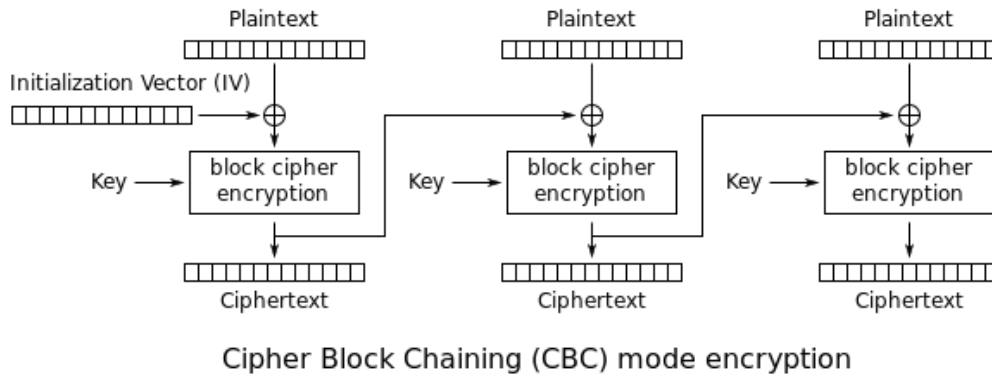 Plaintext Plaintext Plaintext
Initialization Vector (IV)
block cipher block cipher block cipher
Key Key Key
encryption encryption encryption
Ciphertext Ciphertext Ciphertext
Cipher Block Chaining (CBC) mode encryption